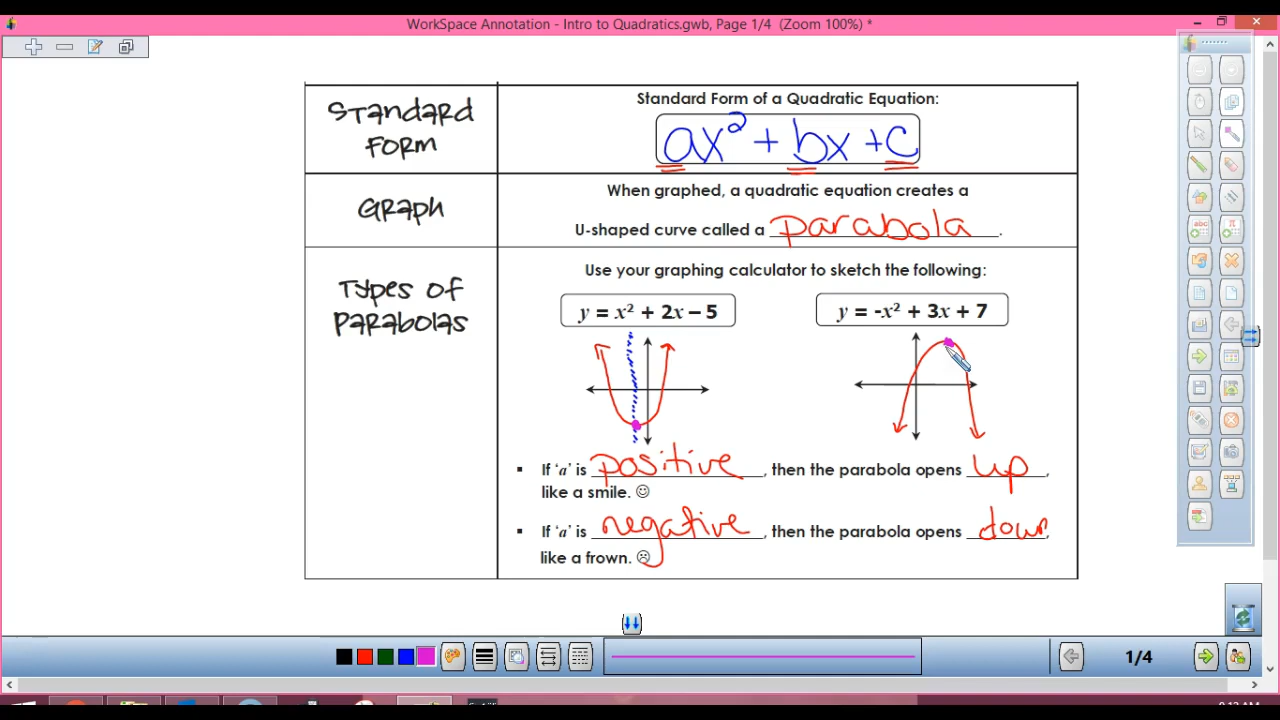 WorkSpace Annotation - Intro to Quadratics.gwb, Page 1/4 (Zoom 100%) *
Standard Form
Standard Form of a Quadratic Equation:
ax² + bx + c
Graph
When graphed, a quadratic equation creates a
U-shaped curve called a parabola.
Types of Parabolas
Use your graphing calculator to sketch the following:
y = x² + 2x – 5
y = -x² + 3x + 7
▪ If 'a' is positive, then the parabola opens up,
like a smile. ☺
▪ If 'a' is negative, then the parabola opens down,
like a frown. ☹
1/4